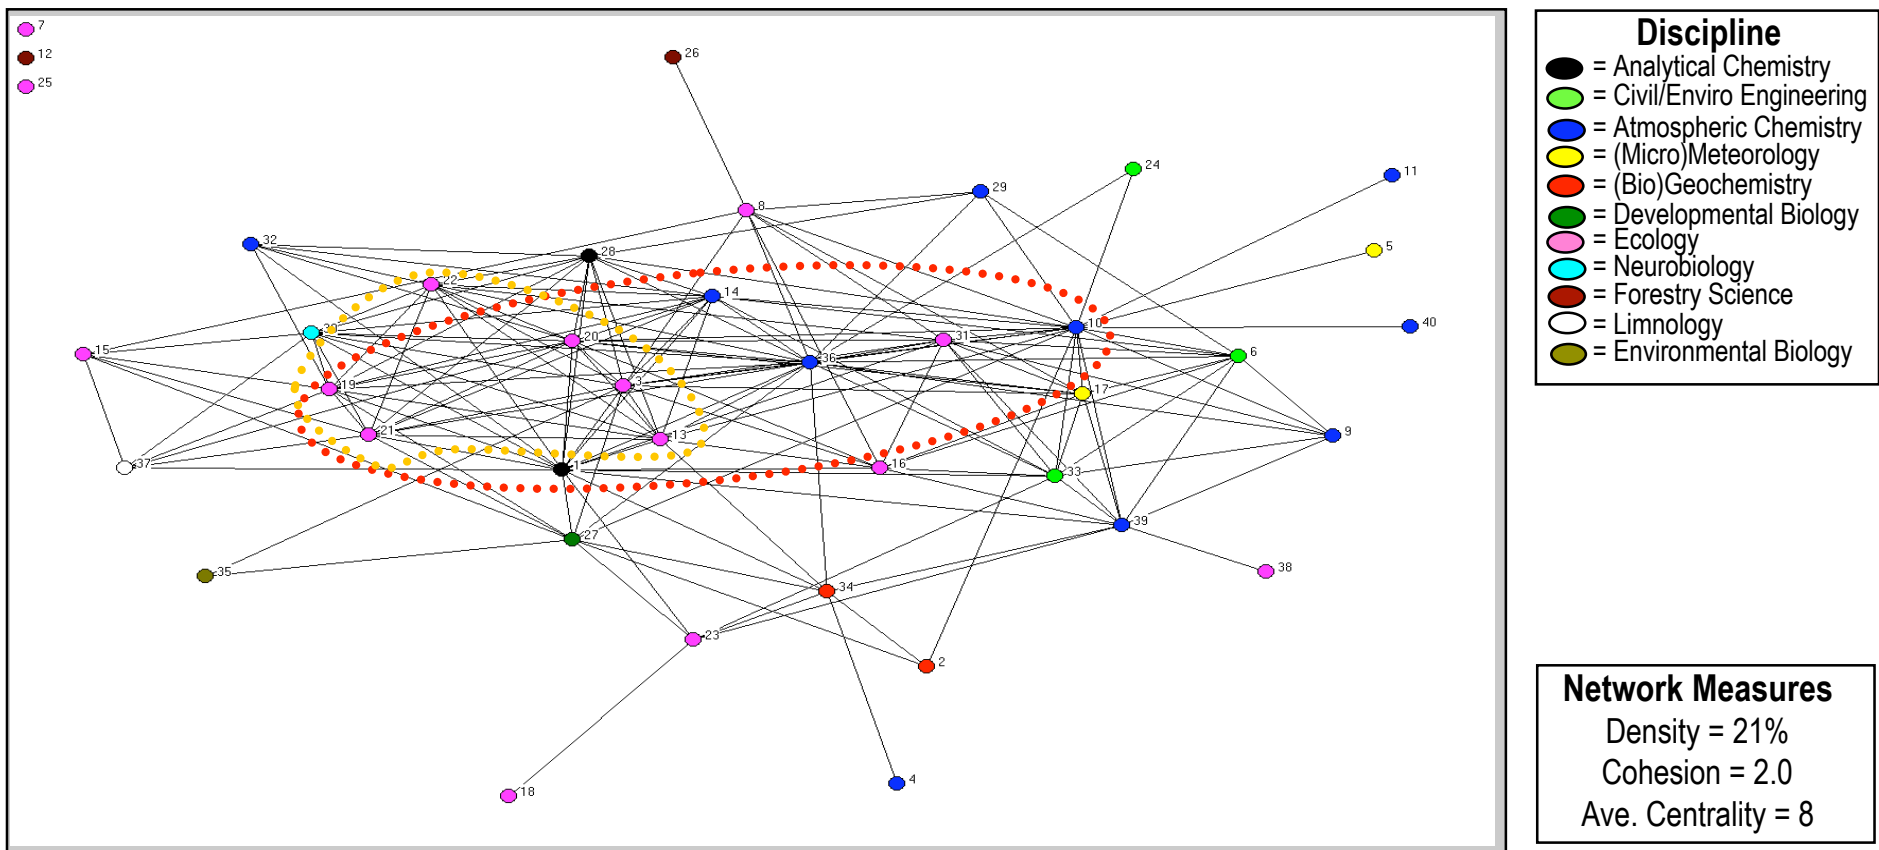 7
12
25
26
24
11
29
8
5
32
28
22
14
10
40
20
31
36
6
15
19
3
17
21
13
9
37
1
16
33
39
27
35
38
34
23
2
4
18
Discipline
= Analytical Chemistry
= Civil/Enviro Engineering
= Atmospheric Chemistry
= (Micro)Meteorology
= (Bio)Geochemistry
= Developmental Biology
= Ecology
= Neurobiology
= Forestry Science
= Limnology
= Environmental Biology
Network Measures
Density = 21%
Cohesion = 2.0
Ave. Centrality = 8